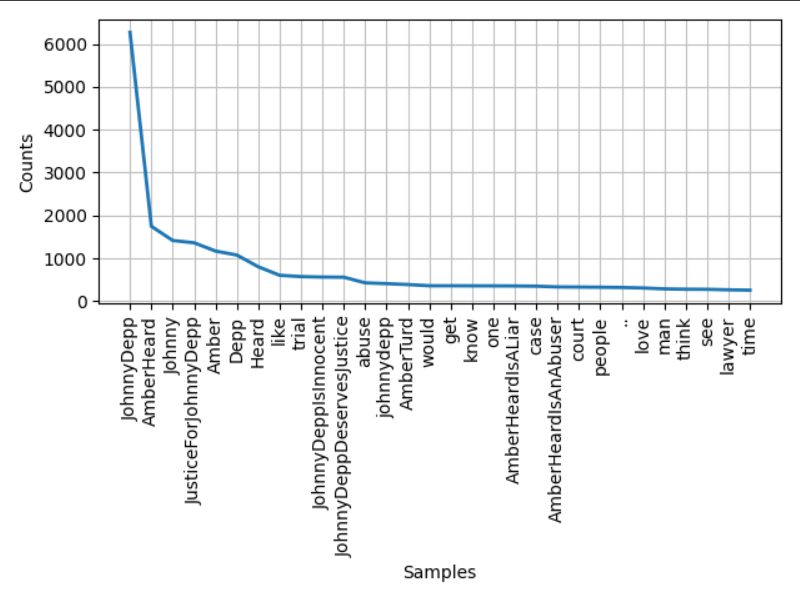 6000
5000
4000
3000
2000
1000
0
Counts
JohnnyDepp
AmberHeard
Johnny
JusticeForJohnnyDepp
Amber
Depp
Heard
like
trial
JohnnyDeppIsInnocent
JohnnyDeppDeservesJustice
abuse
johnnydepp
AmberTurd
would
get
know
one
AmberHeardIsALiar
case
AmberHeardIsAnAbuser
court
people
..
love
man
think
see
lawyer
time
Samples